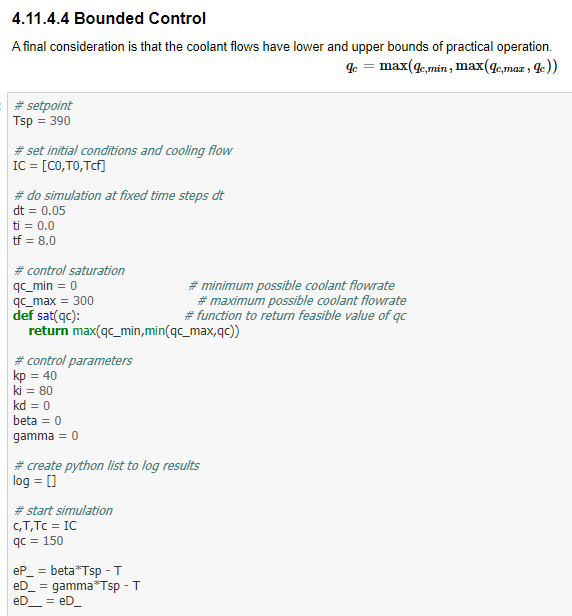 4.11.4.4 Bounded Control
A final consideration is that the coolant flows have lower and upper bounds of practical operation.
q_c = max(q_{c,min}, max(q_{c,max}, q_c))
# setpoint
Tsp = 390
# set initial conditions and cooling flow
IC = [C0,T0,Tcf]
# do simulation at fixed time steps dt
dt = 0.05
ti = 0.0
tf = 8.0
# control saturation
qc_min = 0 # minimum possible coolant flowrate
qc_max = 300 # maximum possible coolant flowrate
def sat(qc): # function to return feasible value of qc
return max(qc_min,min(qc_max,qc))
# control parameters
kp = 40
ki = 80
kd = 0
beta = 0
gamma = 0
# create python list to log results
log = []
# start simulation
c,T,Tc = IC
qc = 150
eP_ = beta*Tsp - T
eD_ = gamma*Tsp - T
eD__ = eD_